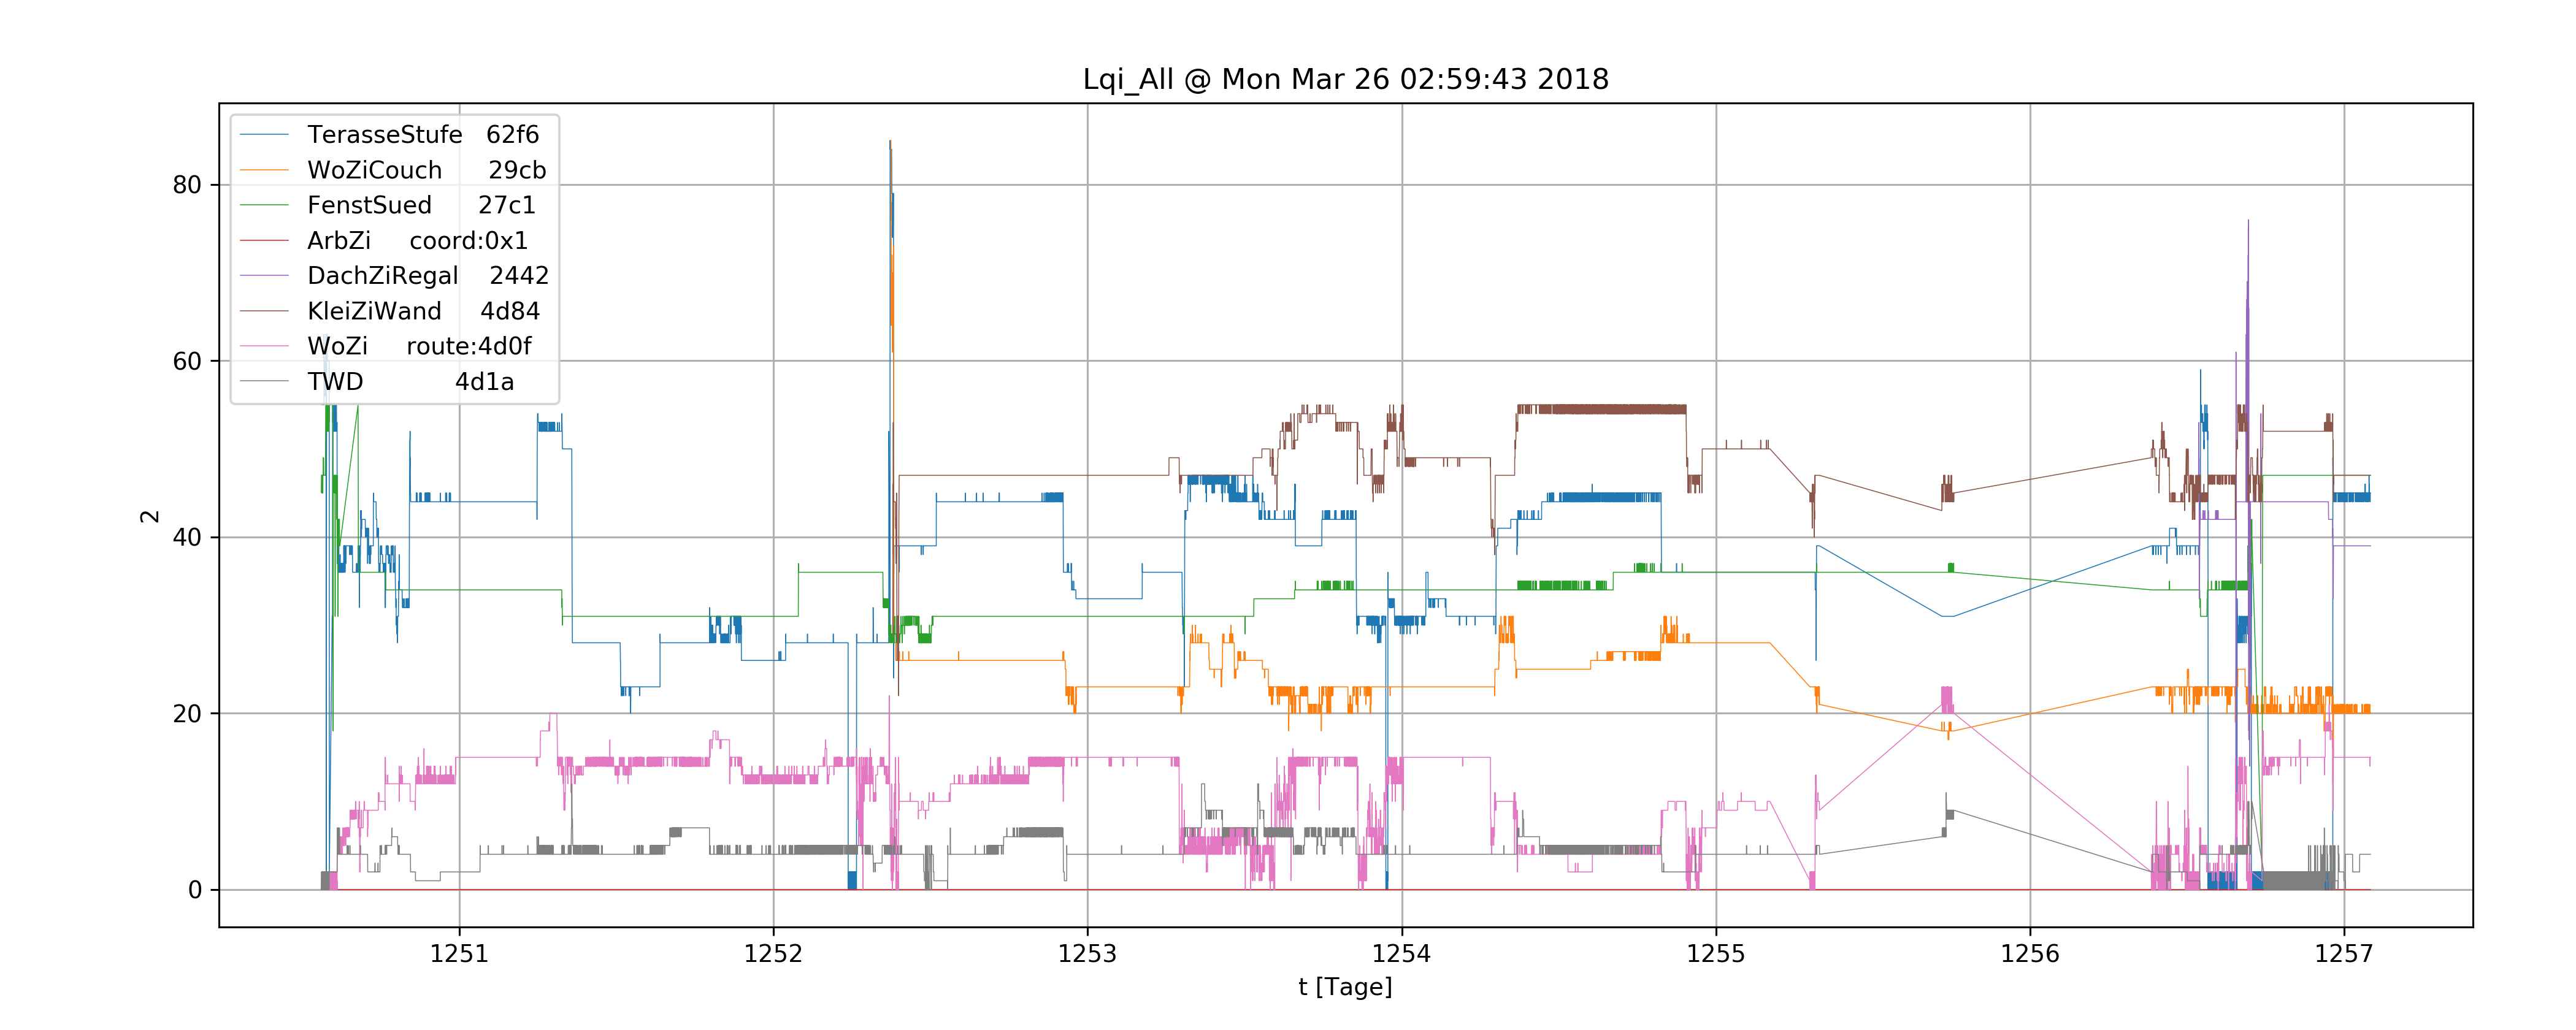 Lqi_All @ Mon Mar 26 02:59:43 2018
TerasseStufe 62f6
WoZiCouch 29cb
FenstSued 27c1
ArbZi coord:0x1
DachZiRegal 2442
KleiZiWand 4d84
WoZi route:4d0f
TWD 4d1a
80
60
40
20
0
2
1251 1252 1253 1254 1255 1256 1257
t [Tage]